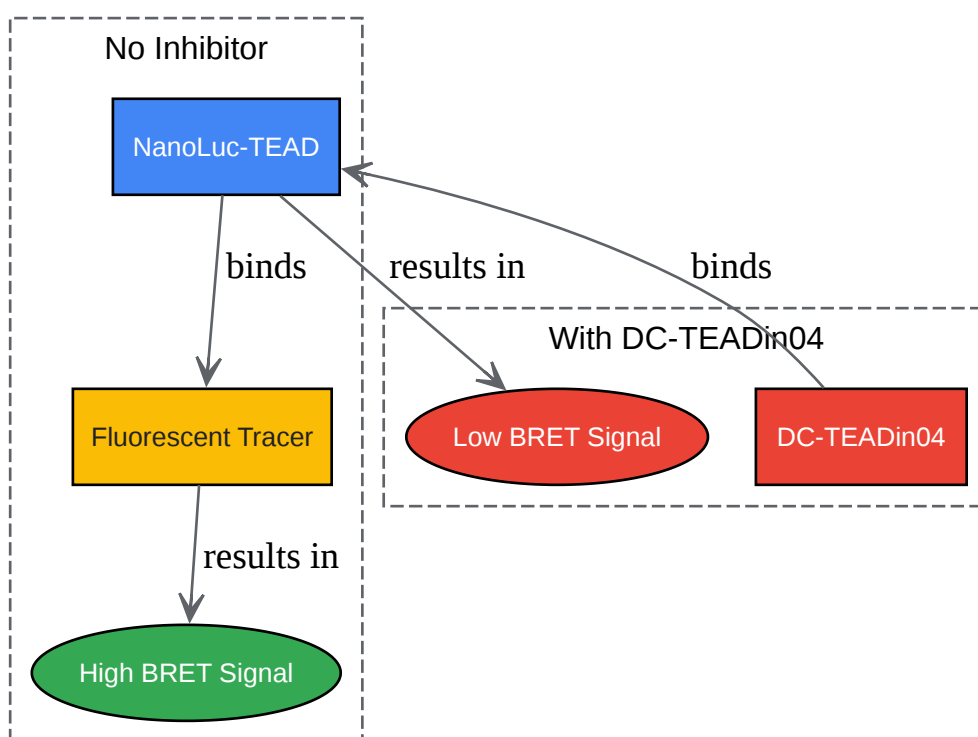 No Inhibitor
NanoLuc-TEAD
binds
results in
binds
With DC-TEADin04
Fluorescent Tracer
Low BRET Signal
DC-TEADin04
results in
High BRET Signal